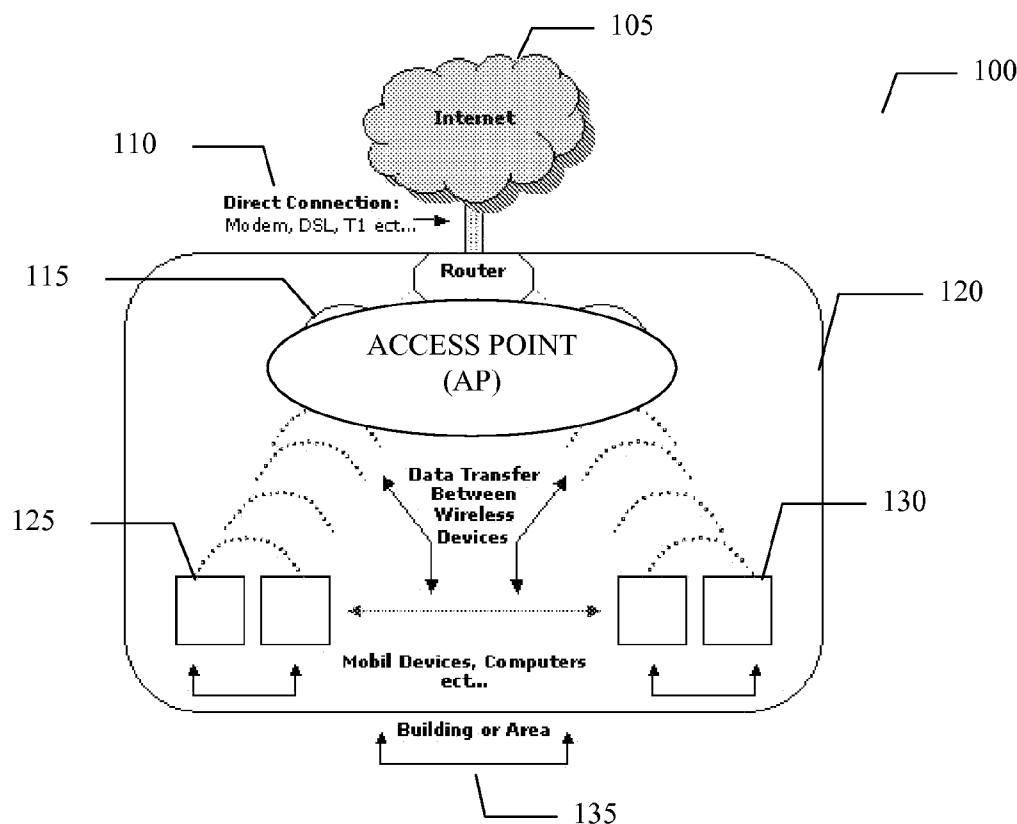 105
100
Internet
110
Direct Connection:
Modem, DSL, T1 ect...
Router
115
120
ACCESS POINT
(AP)
Data Transfer
Between
Wireless
Devices
125
130
Mobil Devices, Computers
ect...
Building or Area
135